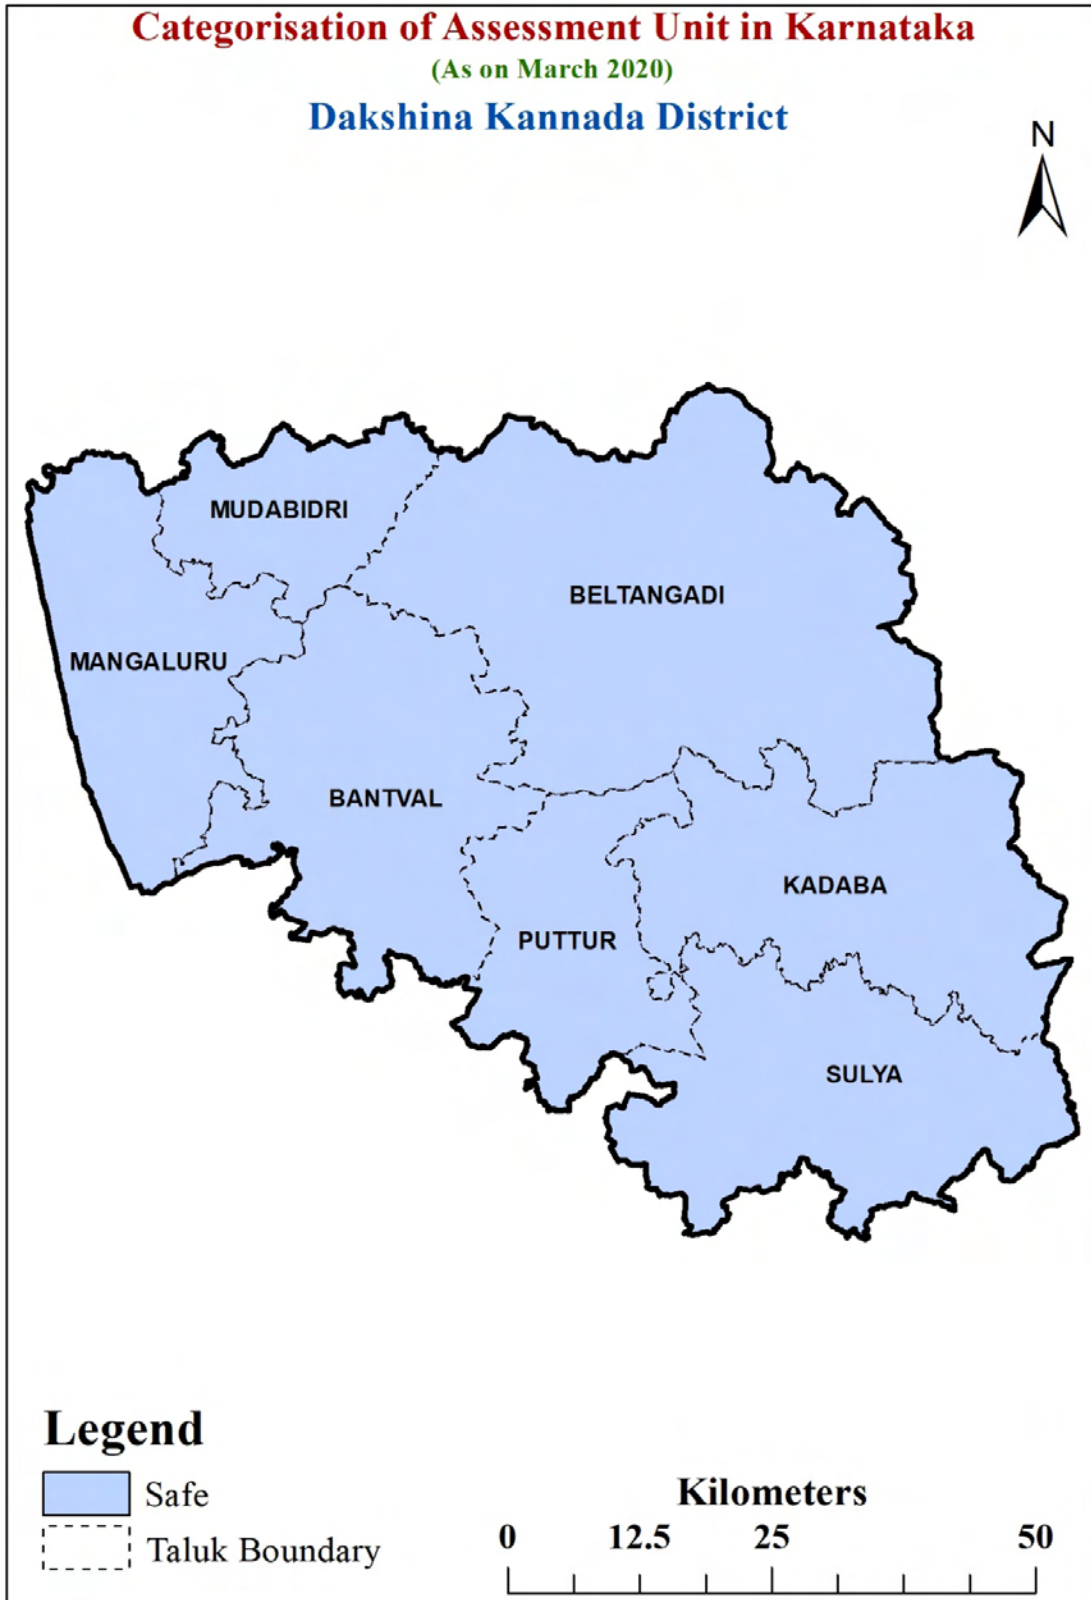 Categorisation of Assessment Unit in Karnataka
(As on March 2020)
Dakshina Kannada District
N
MUDABIDRI
BELTANGADI
MANGALURU
BANTVAL
KADABA
PUTTUR
SULYA
Legend
Safe
Taluk Boundary
Kilometers
0 12.5 25 50